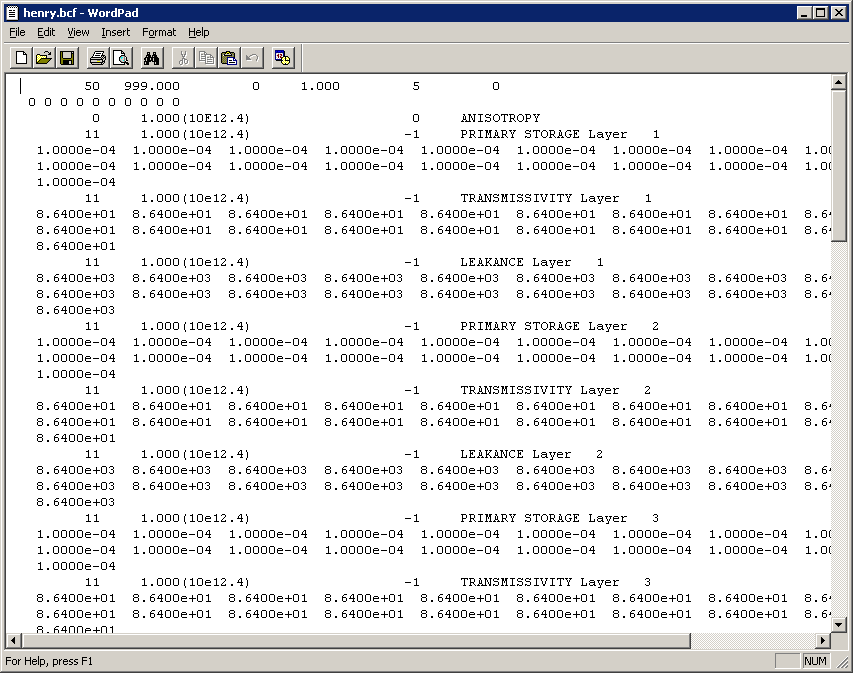 henry.bcf - WordPad
File Edit View Insert Format Help
50 999.000 0 1.000 5 0
0 0 0 0 0 0 0 0 0 0
0 1.000(10E12.4) 0 ANISOTROPY
11 1.000(10e12.4) -1 PRIMARY STORAGE Layer 1
1.0000e-04 1.0000e-04 1.0000e-04 1.0000e-04 1.0000e-04 1.0000e-04 1.0000e-04 1.0000e-04 1.00
1.0000e-04 1.0000e-04 1.0000e-04 1.0000e-04 1.0000e-04 1.0000e-04 1.0000e-04 1.0000e-04 1.00
1.0000e-04
11 1.000(10e12.4) -1 TRANSMISSIVITY Layer 1
8.6400e+01 8.6400e+01 8.6400e+01 8.6400e+01 8.6400e+01 8.6400e+01 8.6400e+01 8.6400e+01 8.64
8.6400e+01 8.6400e+01 8.6400e+01 8.6400e+01 8.6400e+01 8.6400e+01 8.6400e+01 8.6400e+01 8.64
8.6400e+01
11 1.000(10e12.4) -1 LEAKANCE Layer 1
8.6400e+03 8.6400e+03 8.6400e+03 8.6400e+03 8.6400e+03 8.6400e+03 8.6400e+03 8.6400e+03 8.64
8.6400e+03 8.6400e+03 8.6400e+03 8.6400e+03 8.6400e+03 8.6400e+03 8.6400e+03 8.6400e+03 8.64
8.6400e+03
11 1.000(10e12.4) -1 PRIMARY STORAGE Layer 2
1.0000e-04 1.0000e-04 1.0000e-04 1.0000e-04 1.0000e-04 1.0000e-04 1.0000e-04 1.0000e-04 1.00
1.0000e-04 1.0000e-04 1.0000e-04 1.0000e-04 1.0000e-04 1.0000e-04 1.0000e-04 1.0000e-04 1.00
1.0000e-04
11 1.000(10e12.4) -1 TRANSMISSIVITY Layer 2
8.6400e+01 8.6400e+01 8.6400e+01 8.6400e+01 8.6400e+01 8.6400e+01 8.6400e+01 8.6400e+01 8.64
8.6400e+01 8.6400e+01 8.6400e+01 8.6400e+01 8.6400e+01 8.6400e+01 8.6400e+01 8.6400e+01 8.64
8.6400e+01
11 1.000(10e12.4) -1 LEAKANCE Layer 2
8.6400e+03 8.6400e+03 8.6400e+03 8.6400e+03 8.6400e+03 8.6400e+03 8.6400e+03 8.6400e+03 8.64
8.6400e+03 8.6400e+03 8.6400e+03 8.6400e+03 8.6400e+03 8.6400e+03 8.6400e+03 8.6400e+03 8.64
8.6400e+03
11 1.000(10e12.4) -1 PRIMARY STORAGE Layer 3
1.0000e-04 1.0000e-04 1.0000e-04 1.0000e-04 1.0000e-04 1.0000e-04 1.0000e-04 1.0000e-04 1.00
1.0000e-04 1.0000e-04 1.0000e-04 1.0000e-04 1.0000e-04 1.0000e-04 1.0000e-04 1.0000e-04 1.00
1.0000e-04
11 1.000(10e12.4) -1 TRANSMISSIVITY Layer 3
8.6400e+01 8.6400e+01 8.6400e+01 8.6400e+01 8.6400e+01 8.6400e+01 8.6400e+01 8.6400e+01 8.64
8.6400e+01 8.6400e+01 8.6400e+01 8.6400e+01 8.6400e+01 8.6400e+01 8.6400e+01 8.6400e+01 8.64
8.6400e+01
For Help, press F1
NUM